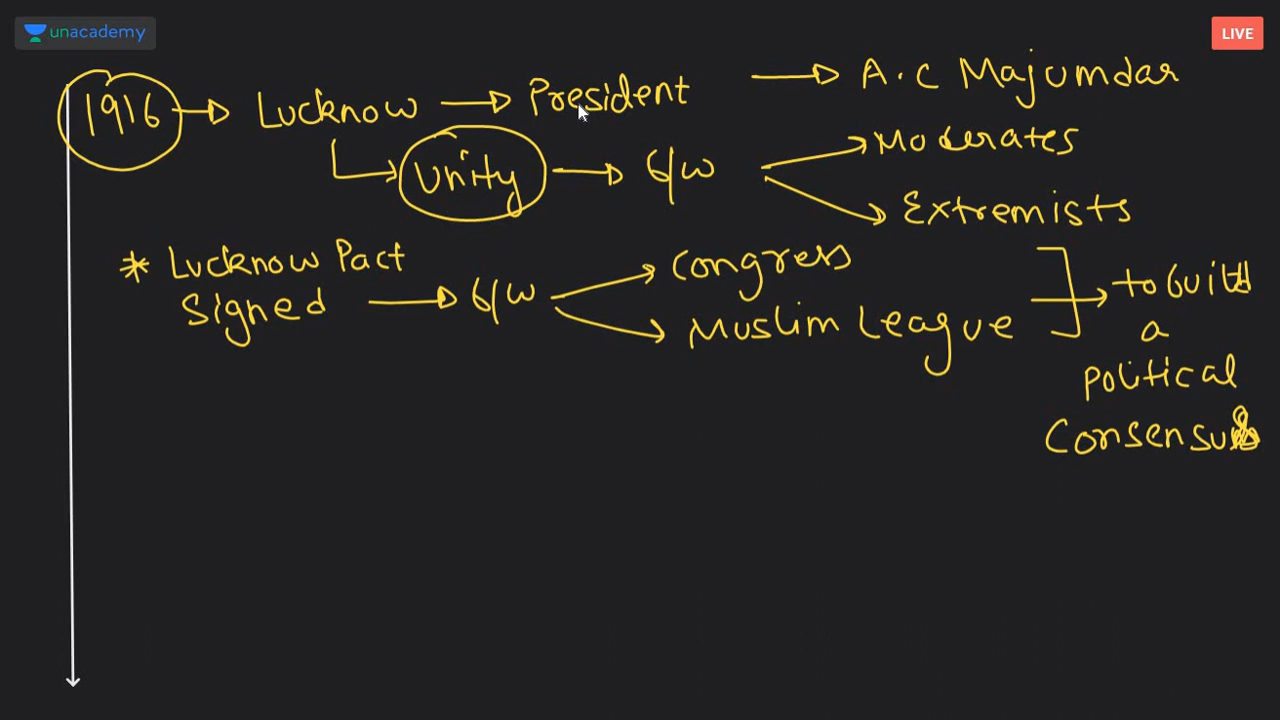 unacademy
LIVE
1916 → Lucknow → President → A.C Majumdar
Unity → b/w → Moderates
Extremists
* Lucknow Pact
Signed → b/w → Congress
Muslim League → to build
a
political
Consensus